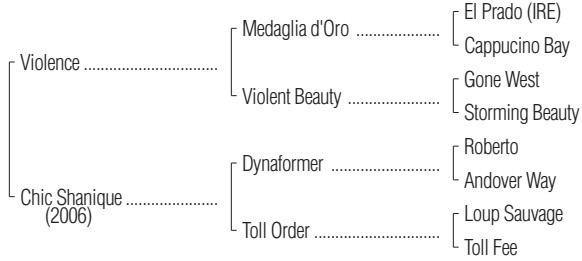 El Prado (IRE)
Medaglia d'Oro ....................
Cappucino Bay
Violence ................................
Gone West
Violent Beauty ......................
Storming Beauty
Roberto
Dynaformer ..........................
Andover Way
Chic Shanique ......................
(2006)
Loup Sauvage
Toll Order ..............................
Toll Fee